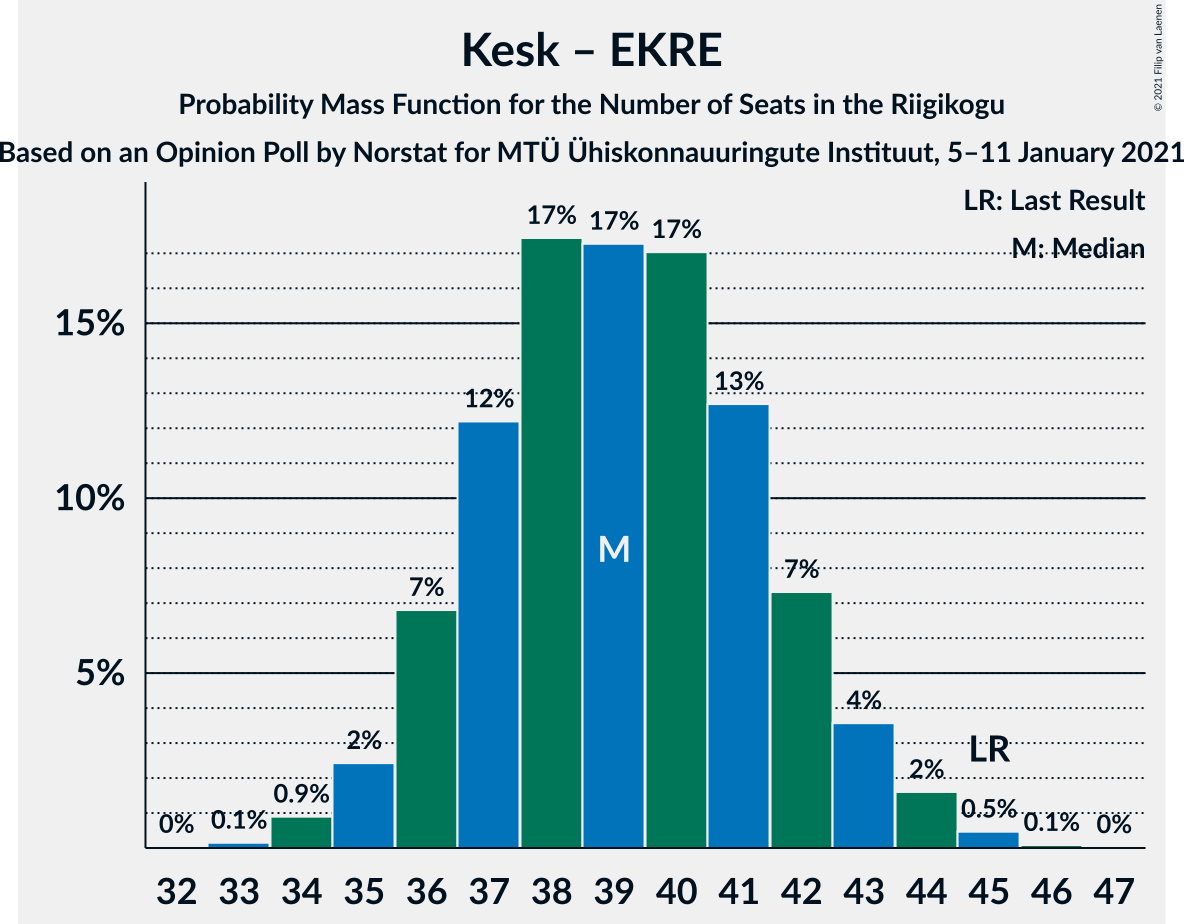 Kesk – EKRE
Probability Mass Function for the Number of Seats in the Riigikogu
Based on an Opinion Poll by Norstat for MTÜ Ühiskonnauuringute Instituut, 5–11 January 2021
© 2021 Filip van Laenen
LR: Last Result
M: Median
17% 17% 17%
15%
13%
12%
10%
M
7%
7%
5%
4%
2%
LR
2%
0.9%
0.5%
0% 0.1%
0.1% 0%
32 33 34 35 36 37 38 39 40 41 42 43 44 45 46 47